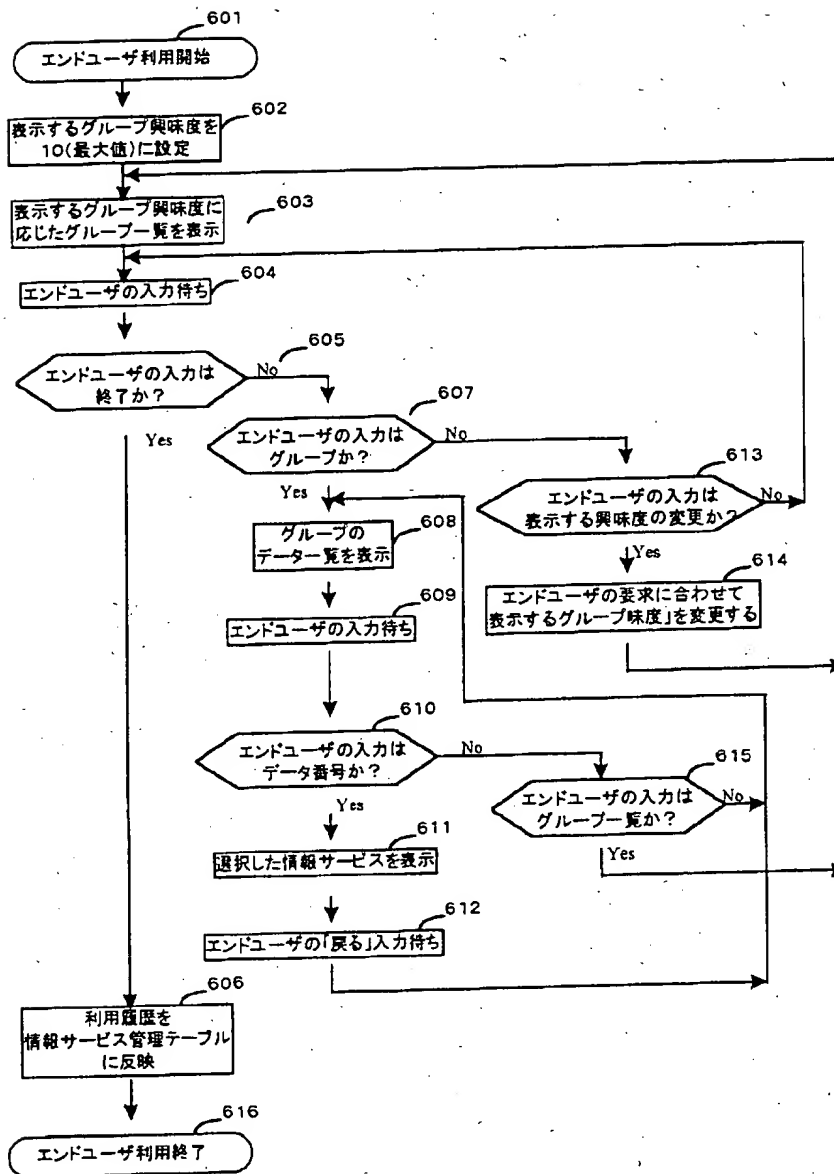 601
エンドユーザ利用開始
602
表示するグループ興味度を
10(最大値)に設定
603
表示するグループ興味度に
応じたグループ一覧を表示
604
エンドユーザの入力待ち
605
エンドユーザの入力は
終了か?
No
Yes
607
エンドユーザの入力は
グループか?
No
Yes
613
エンドユーザの入力は
表示する興味度の変更か?
No
Yes
608
グループの
データ一覧を表示
614
エンドユーザの要求に合わせて
表示するグループ味度」を変更する
609
エンドユーザの入力待ち
610
エンドユーザの入力は
データ番号か?
No
Yes
615
エンドユーザの入力は
グループ一覧か?
No
Yes
611
選択した情報サービスを表示
612
エンドユーザの「戻る」入力待ち
606
利用履歴を
情報サービス管理テーブル
に反映
616
エンドユーザ利用終了